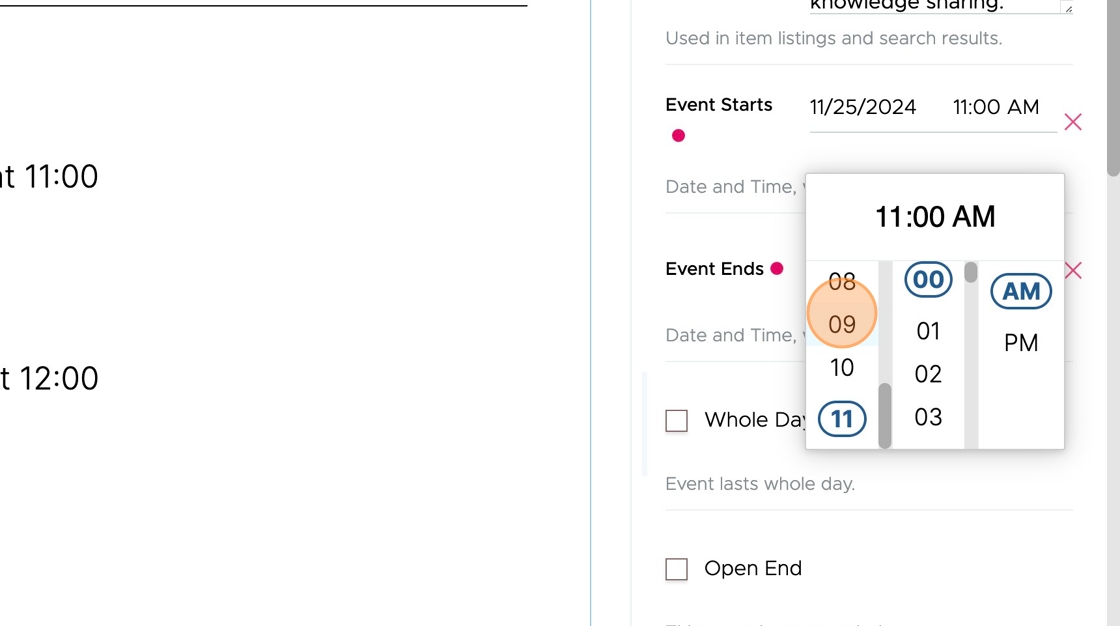 t 11:00
t 12:00
knowledge sharing.
Used in item listings and search results.
Event Starts
11/25/2024 11:00 AM
Date and Time,
11:00 AM
Event Ends
08 00 AM
09 01 PM
10 02
11 03
Date and Time,
Whole Day
Event lasts whole day.
Open End